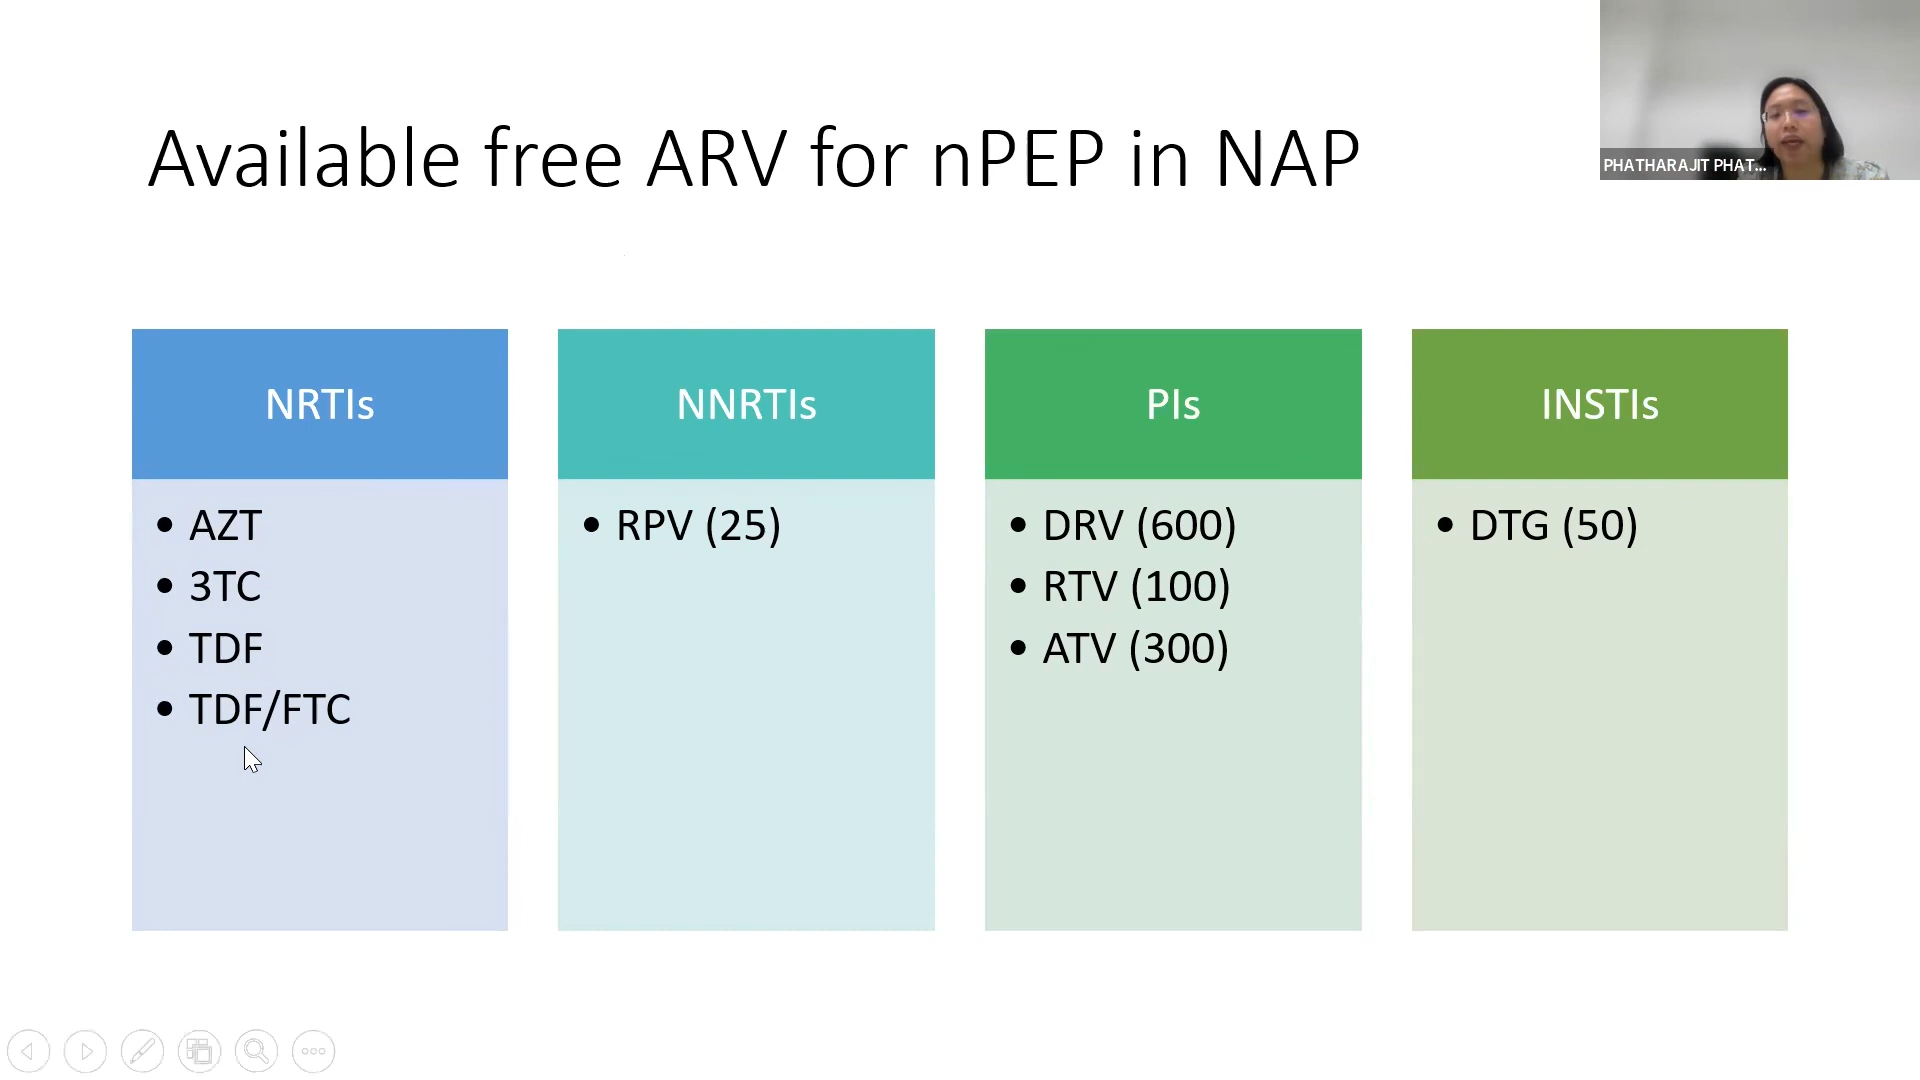 Available free ARV for nPEP in NAP
PHATHARAJIT PHAT...
NRTIs
• AZT
• 3TC
• TDF
• TDF/FTC
NNRTIs
• RPV (25)
PIs
• DRV (600)
• RTV (100)
• ATV (300)
INSTIs
• DTG (50)